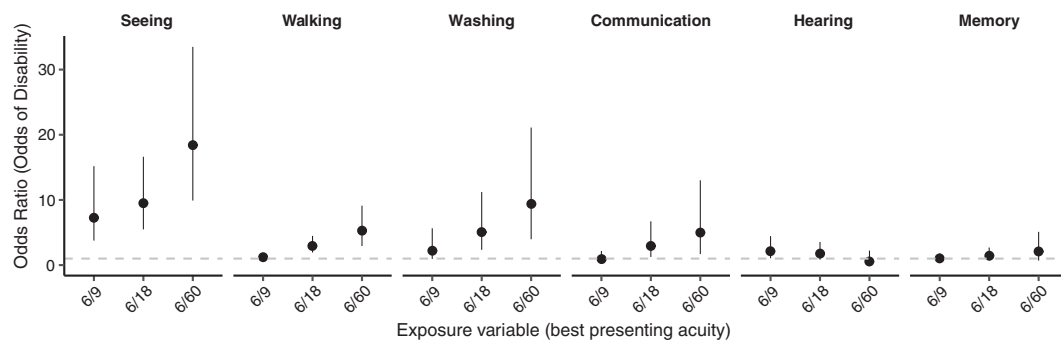 Seeing Walking Washing Communication Hearing Memory
Odds Ratio (Odds of Disability)
30
20
10
0
6/9 6/18 6/60 6/9 6/18 6/60 6/9 6/18 6/60 6/9 6/18 6/60 6/9 6/18 6/60 6/9 6/18 6/60
Exposure variable (best presenting acuity)